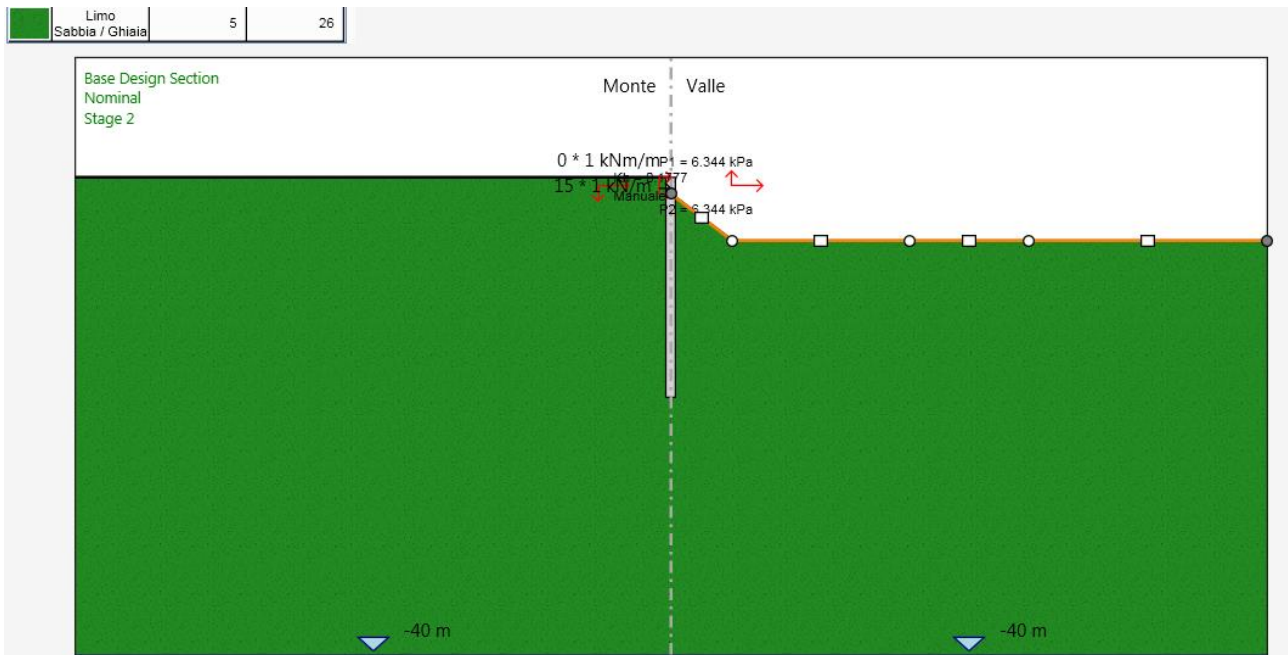 Limo
Sabbia / Ghiaia
5
26
Base Design Section
Nominal
Stage 2
Monte
Valle
0 * 1 kNm/m
P1 = 6.344 kPa
15 * 1 kN/m
Manuale
P2 = 6.344 kPa
-40 m
-40 m